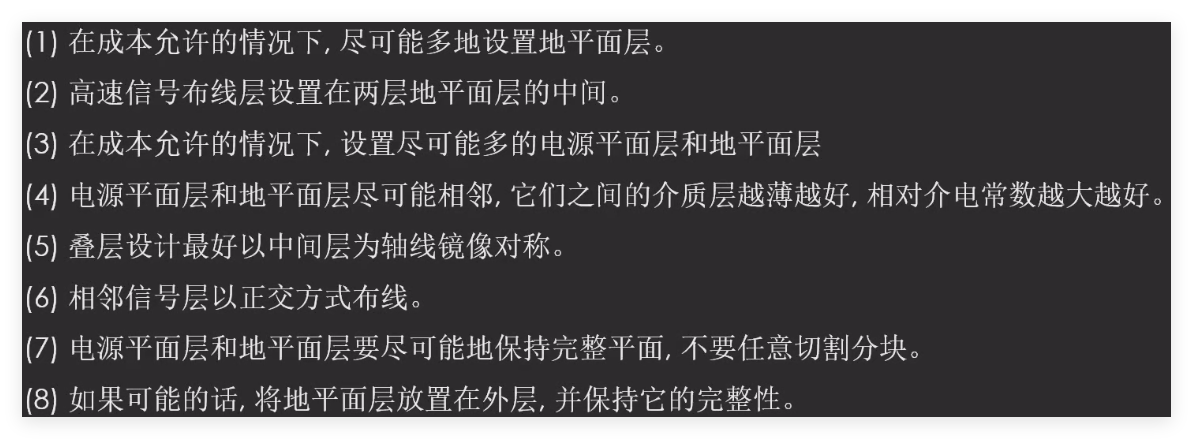 (1) 在成本允许的情况下, 尽可能多地设置地平面层。
(2) 高速信号布线层设置在两层地平面层的中间。
(3) 在成本允许的情况下, 设置尽可能多的电源平面层和地平面层
(4) 电源平面层和地平面层尽可能相邻, 它们之间的介质层越薄越好, 相对介电常数越大越好。
(5) 叠层设计最好以中间层为轴线镜像对称。
(6) 相邻信号层以正交方式布线。
(7) 电源平面层和地平面层要尽可能地保持完整平面, 不要任意切割分块。
(8) 如果可能的话, 将地平面层放置在外层, 并保持它的完整性。